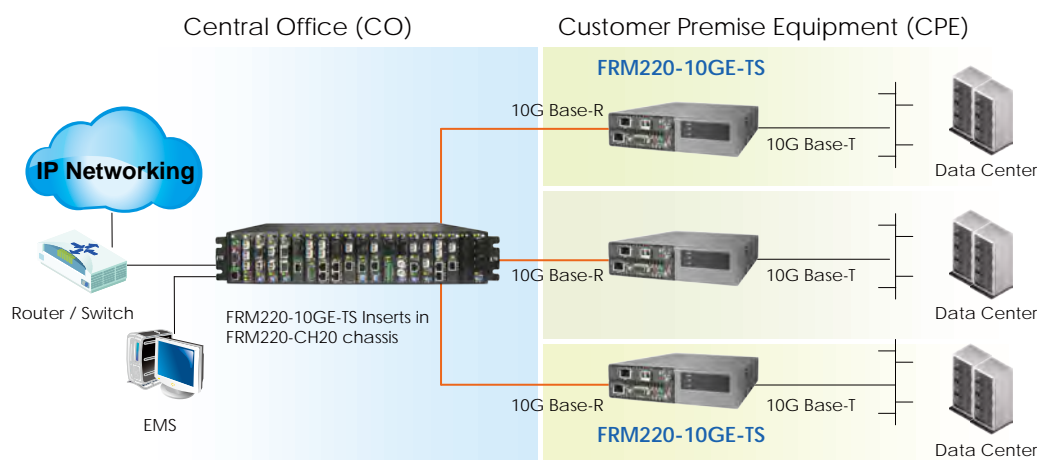 Central Office (CO)
Customer Premise Equipment (CPE)
FRM220-10GE-TS
10G Base-R
10G Base-T
Data Center
IP Networking
Router / Switch
FRM220-10GE-TS Inserts in
FRM220-CH20 chassis
EMS
10G Base-R
10G Base-T
Data Center
10G Base-R
10G Base-T
FRM220-10GE-TS
Data Center